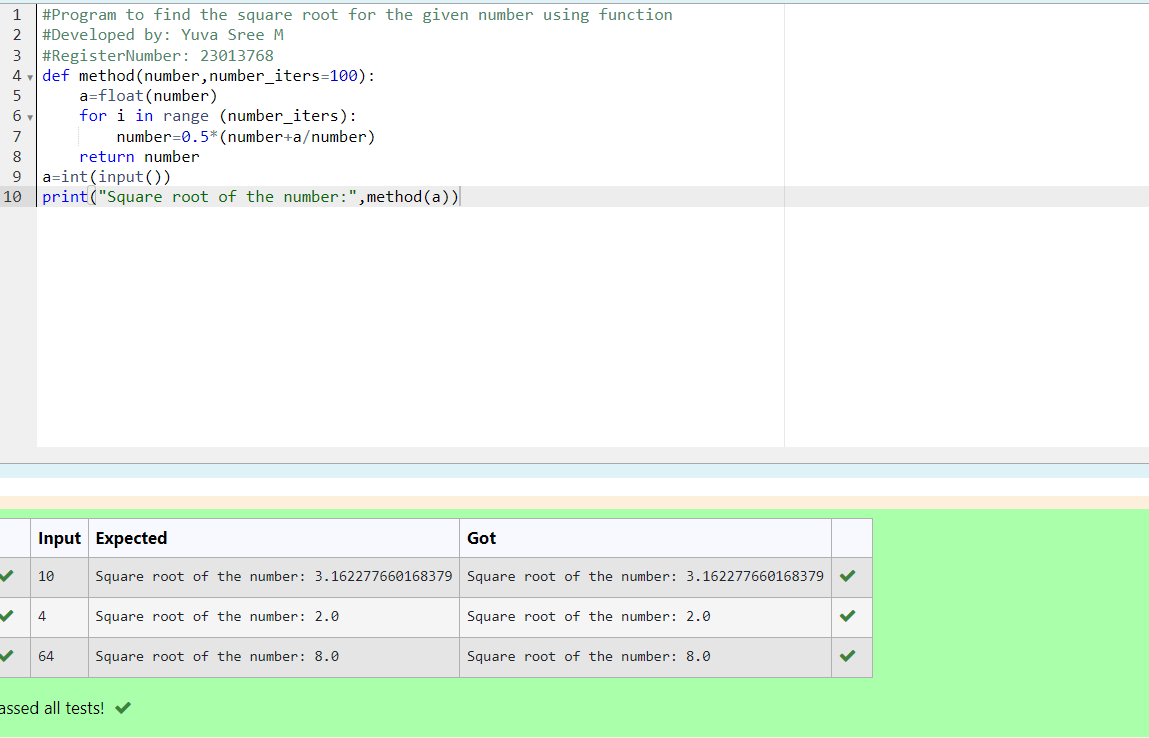 1 #Program to find the square root for the given number using function
2 #Developed by: Yuva Sree M
3 #RegisterNumber: 23013768
4 def method(number,number_iters=100):
5     a=float(number)
6     for i in range (number_iters):
7         number=0.5*(number+a/number)
8     return number
9 a=int(input())
10 print("Square root of the number:",method(a))
Input Expected Got
10 Square root of the number: 3.162277660168379 Square root of the number: 3.162277660168379
4 Square root of the number: 2.0 Square root of the number: 2.0
64 Square root of the number: 8.0 Square root of the number: 8.0
assed all tests!